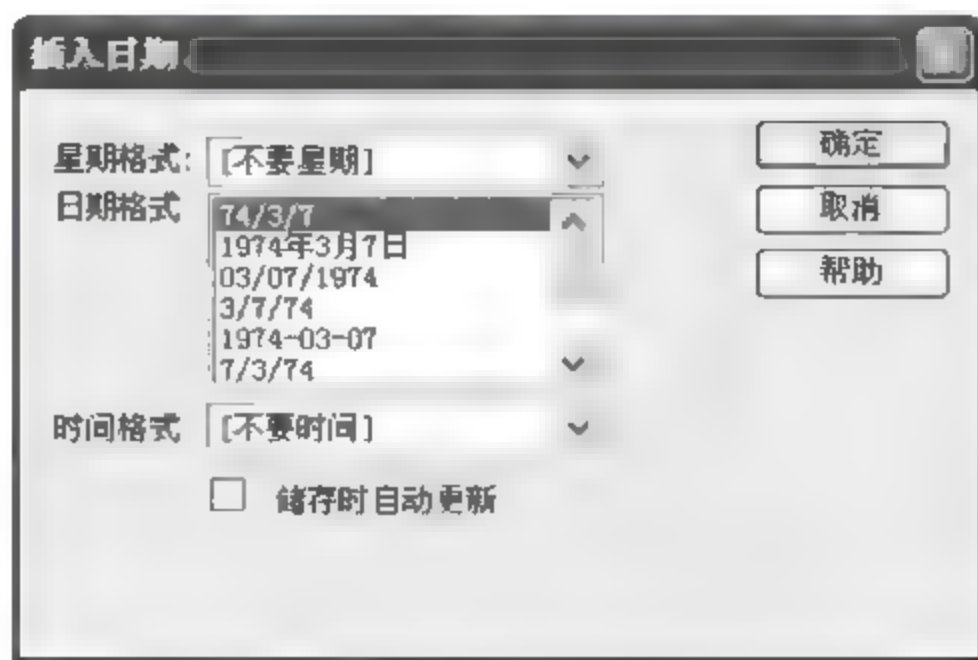 插入日期
星期格式: [不要星期]
确定
日期格式
74/3/7
1974年3月7日
03/07/1974
3/7/74
1974-03-07
7/3/74
取消
帮助
时间格式 [不要时间]
储存时自动更新